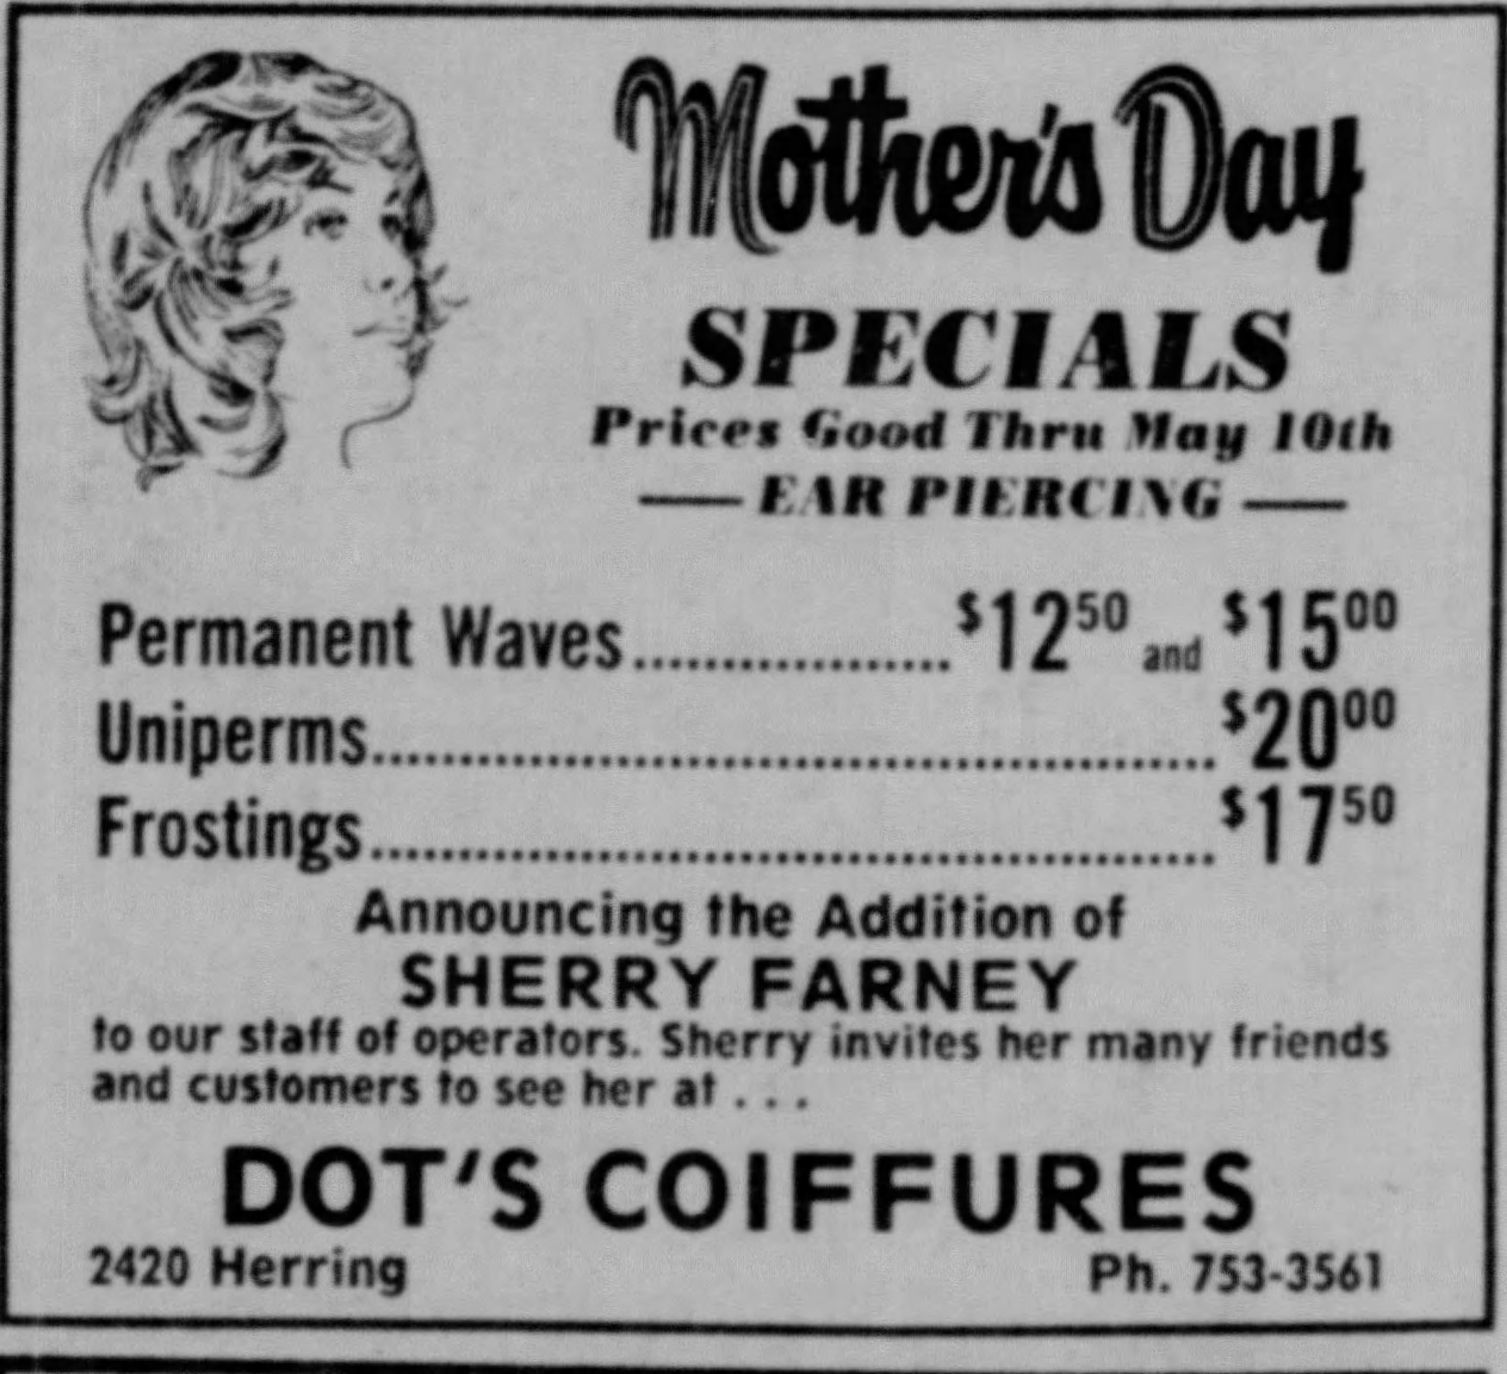 Mother's Day
SPECIALS
Prices Good Thru May 10th
— EAR PIERCING —
Permanent Waves.................. $12 50 and $15 00
Uniperms................................................ $20 00
Frostings................................................ $17 50
Announcing the Addition of
SHERRY FARNEY
to our staff of operators. Sherry invites her many friends
and customers to see her at . . .
DOT'S COIFFURES
2420 Herring Ph. 753-3561